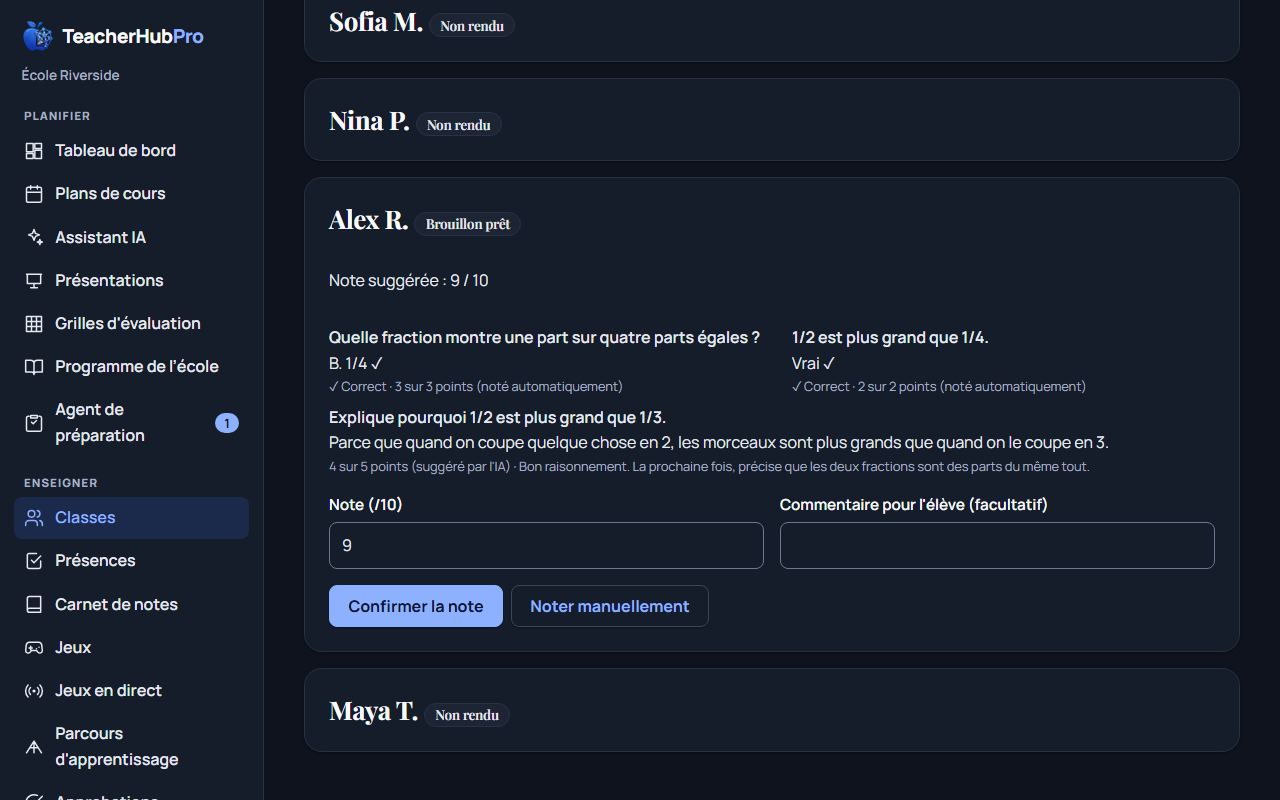 TeacherHubPro
École Riverside
PLANIFIER
Tableau de bord
Plans de cours
Assistant IA
Présentations
Grilles d'évaluation
Programme de l'école
Agent de
préparation
1
ENSEIGNER
Classes
Présences
Carnet de notes
Jeux
Jeux en direct
Parcours
d'apprentissage
Sofia M. Non rendu
Nina P. Non rendu
Alex R. Brouillon prêt
Note suggérée : 9 / 10
Quelle fraction montre une part sur quatre parts égales ?
B. 1/4 ✓
✓ Correct · 3 sur 3 points (noté automatiquement)
1/2 est plus grand que 1/4.
Vrai ✓
✓ Correct · 2 sur 2 points (noté automatiquement)
Explique pourquoi 1/2 est plus grand que 1/3.
Parce que quand on coupe quelque chose en 2, les morceaux sont plus grands que quand on le coupe en 3.
4 sur 5 points (suggéré par l'IA) · Bon raisonnement. La prochaine fois, précise que les deux fractions sont des parts du même tout.
Note (/10)
9
Commentaire pour l'élève (facultatif)
Confirmer la note
Noter manuellement
Maya T. Non rendu